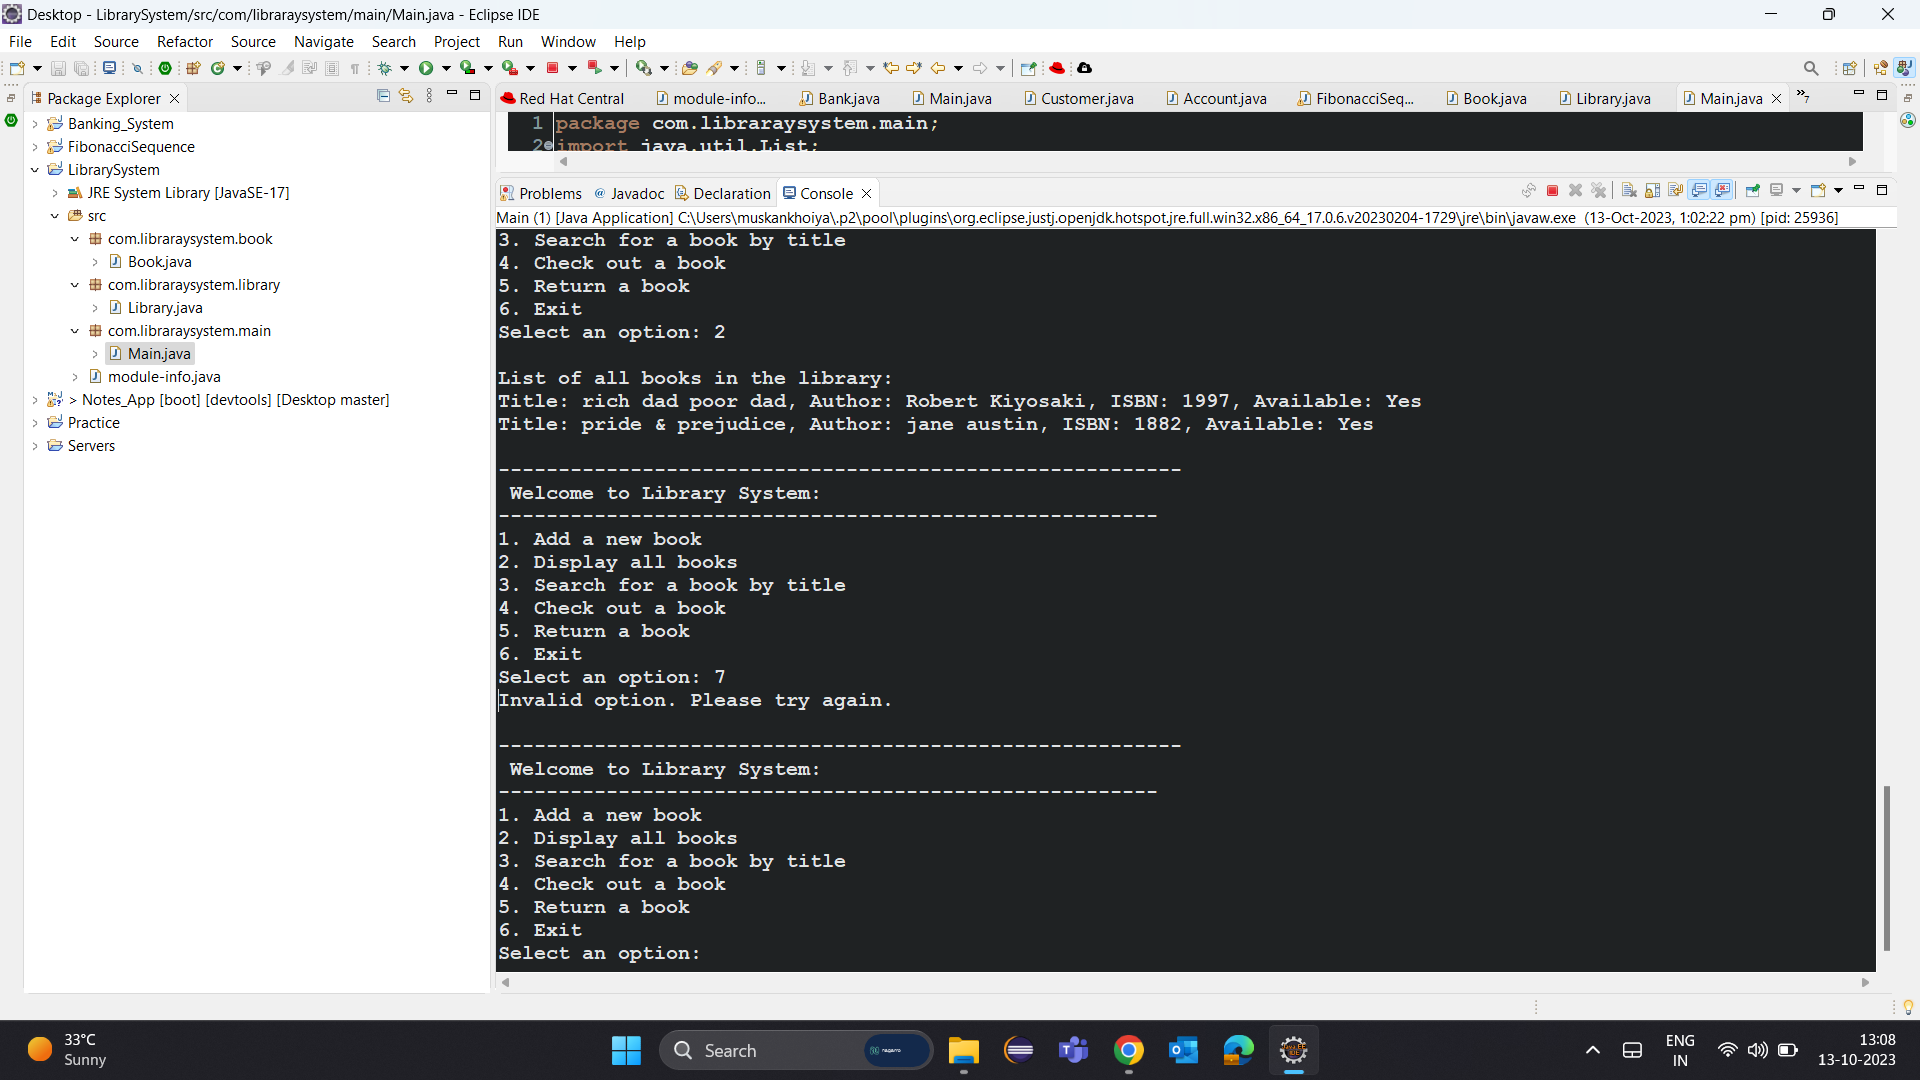 Desktop - LibrarySystem/src/com/libraraysystem/main/Main.java - Eclipse IDE
File Edit Source Refactor Source Navigate Search Project Run Window Help
Package Explorer
Banking_System
FibonacciSequence
LibrarySystem
JRE System Library [JavaSE-17]
src
com.libraraysystem.book
Book.java
com.libraraysystem.library
Library.java
com.libraraysystem.main
Main.java
module-info.java
> Notes_App [boot] [devtools] [Desktop master]
Practice
Servers
Red Hat Central module-info... Bank.java Main.java Customer.java Account.java FibonacciSeq... Book.java Library.java Main.java »7
1 package com.libraraysystem.main;
2 import java.util.List;
Problems @ Javadoc Declaration Console
Main (1) [Java Application] C:\Users\muskankhoiya\.p2\pool\plugins\org.eclipse.justj.openjdk.hotspot.jre.full.win32.x86_64_17.0.6.v20230204-1729\jre\bin\javaw.exe (13-Oct-2023, 1:02:22 pm) [pid: 25936]
3. Search for a book by title
4. Check out a book
5. Return a book
6. Exit
Select an option: 2
List of all books in the library:
Title: rich dad poor dad, Author: Robert Kiyosaki, ISBN: 1997, Available: Yes
Title: pride & prejudice, Author: jane austin, ISBN: 1882, Available: Yes
---------------------------------------------------------
Welcome to Library System:
-------------------------------------------------------
1. Add a new book
2. Display all books
3. Search for a book by title
4. Check out a book
5. Return a book
6. Exit
Select an option: 7
Invalid option. Please try again.
---------------------------------------------------------
Welcome to Library System:
-------------------------------------------------------
1. Add a new book
2. Display all books
3. Search for a book by title
4. Check out a book
5. Return a book
6. Exit
Select an option:
33°C
Sunny
Search
nagarro
ENG
IN
13:08
13-10-2023